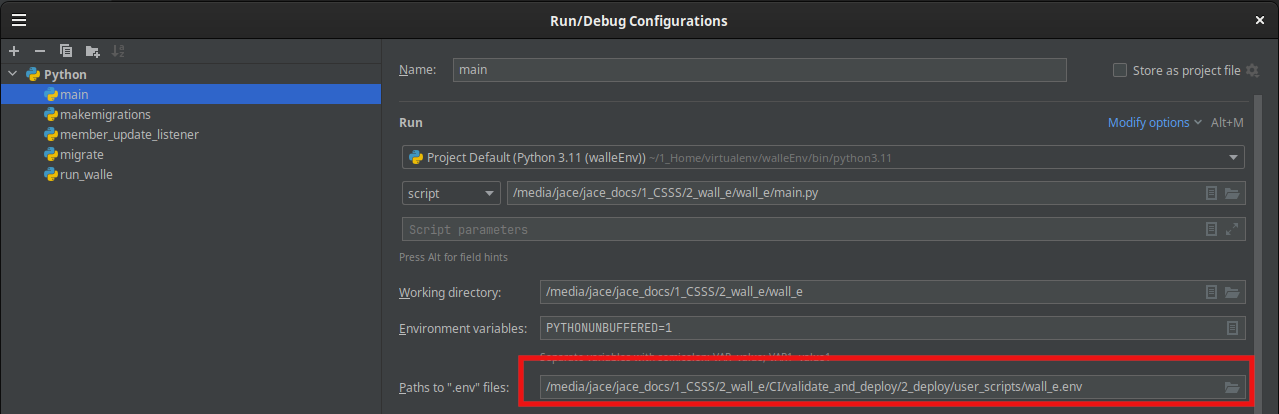 Run/Debug Configurations
Python
main
makemigrations
member_update_listener
migrate
run_walle
Name: main Store as project file
Run Modify options Alt+M
Project Default (Python 3.11 (walleEnv)) ~/1_Home/virtualenv/walleEnv/bin/python3.11
script /media/jace/jace_docs/1_CSSS/2_wall_e/wall_e/main.py
Script parameters
Press Alt for field hints
Working directory: /media/jace/jace_docs/1_CSSS/2_wall_e/wall_e
Environment variables: PYTHONUNBUFFERED=1
Separate variables with semicolon: VAR=value; VAR1=value1
Paths to ".env" files: /media/jace/jace_docs/1_CSSS/2_wall_e/CI/validate_and_deploy/2_deploy/user_scripts/wall_e.env